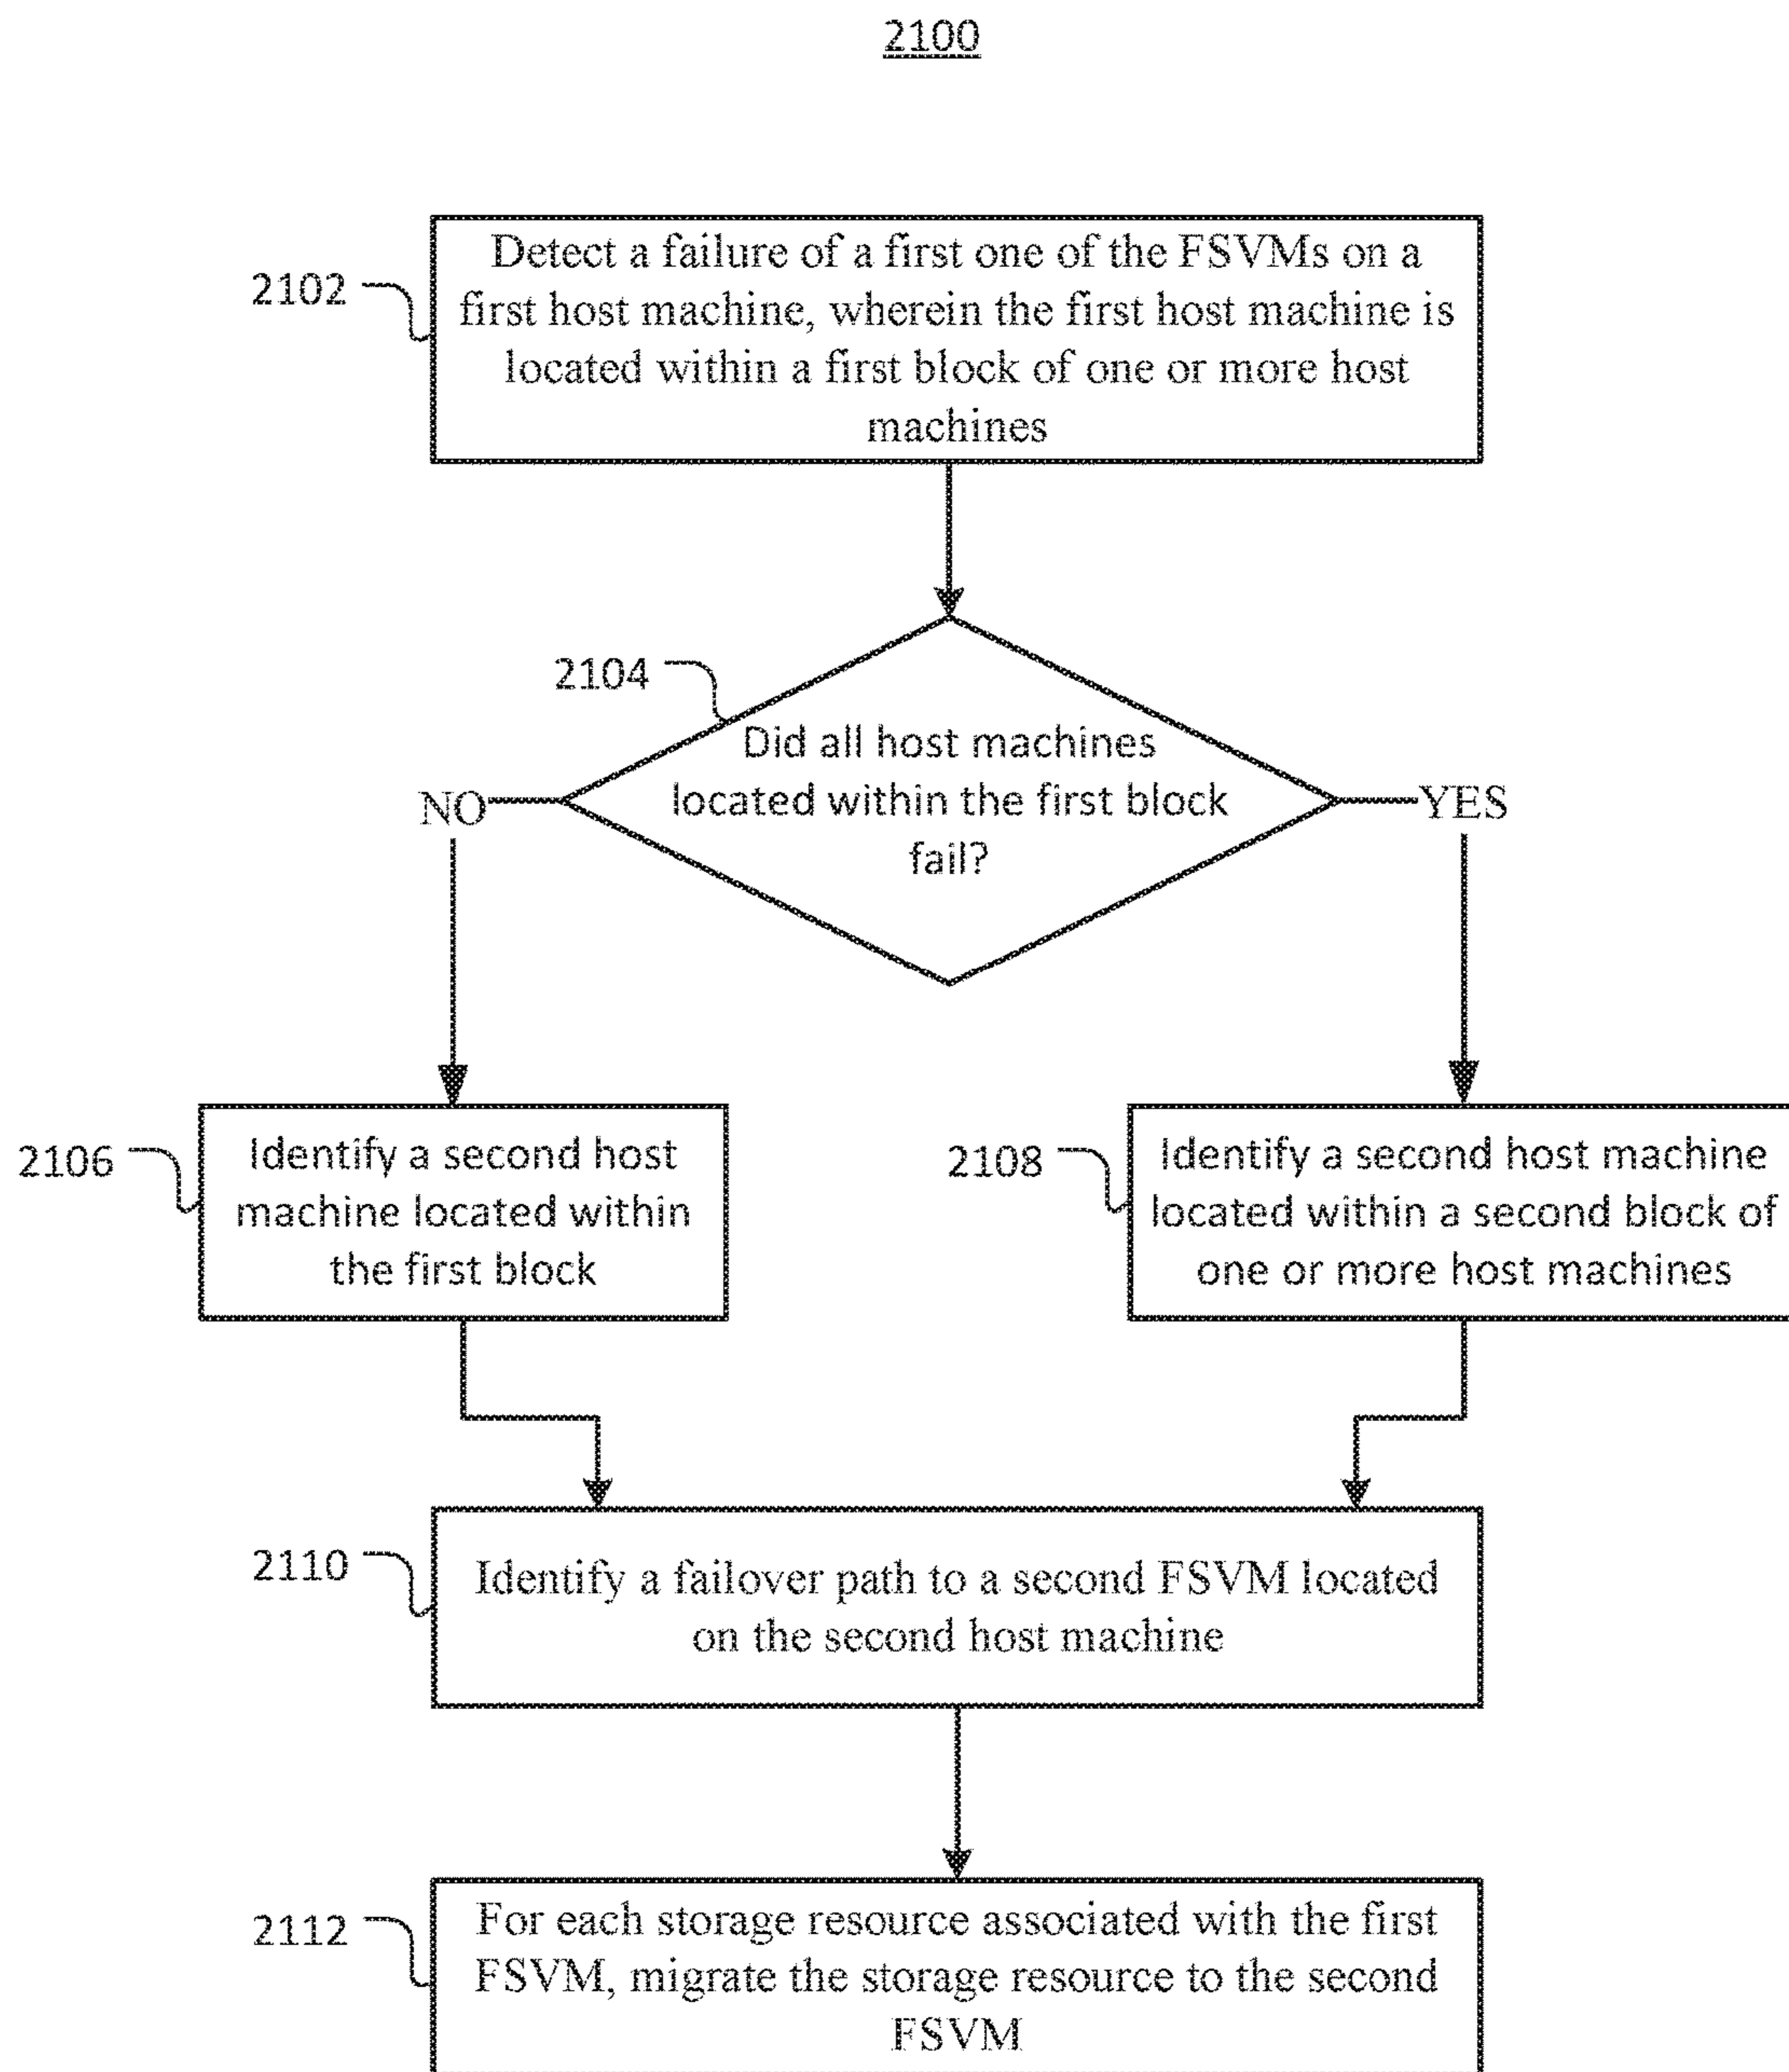 2100
2102
Detect a failure of a first one of the FSVMs on a
first host machine, wherein the first host machine is
located within a first block of one or more host
machines
2104
Did all host machines
located within the first block
fail?
NO
YES
2106
Identify a second host
machine located within
the first block
2108
Identify a second host machine
located within a second block of
one or more host machines
2110
Identify a failover path to a second FSVM located
on the second host machine
2112
For each storage resource associated with the first
FSVM, migrate the storage resource to the second
FSVM